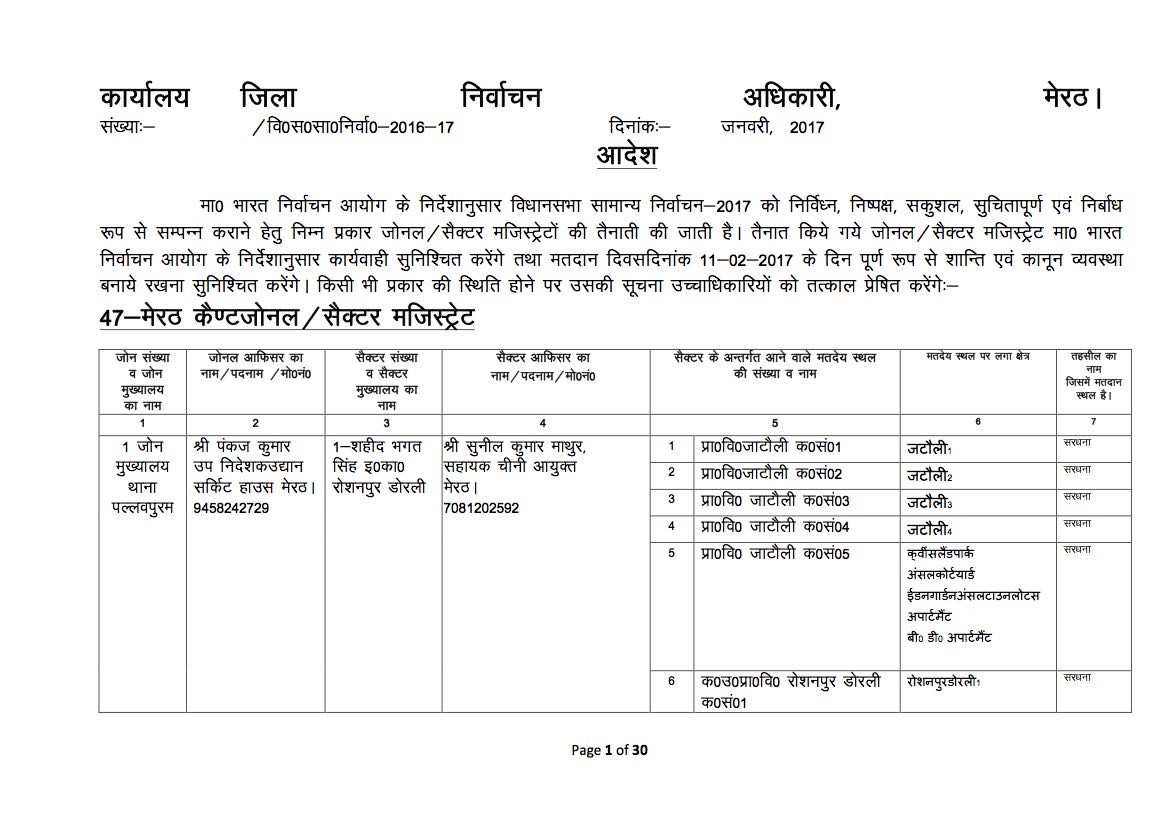 कार्यालय जिला निर्वाचन अधिकारी, मेरठ।
संख्याः– /वि0स0सा0निर्वा0–2016–17 दिनांकः– जनवरी, 2017
आदेश
मा0 भारत निर्वाचन आयोग के निर्देशानुसार विधानसभा सामान्य निर्वाचन–2017 को निर्विध्न, निष्पक्ष, सकुशल, सुचितापूर्ण एवं निर्बाध
रूप से सम्पन्न कराने हेतु निम्न प्रकार जोनल/सैक्टर मजिस्ट्रेटों की तैनाती की जाती है। तैनात किये गये जोनल/सैक्टर मजिस्ट्रेट मा0 भारत
निर्वाचन आयोग के निर्देशानुसार कार्यवाही सुनिश्चित करेंगे तथा मतदान दिवसदिनांक 11–02–2017 के दिन पूर्ण रूप से शान्ति एवं कानून व्यवस्था
बनाये रखना सुनिश्चित करेंगे। किसी भी प्रकार की स्थिति होने पर उसकी सूचना उच्चाधिकारियों को तत्काल प्रेषित करेंगेः–
47–मेरठ कैण्टजोनल/सैक्टर मजिस्ट्रेट
जोन संख्या
व जोन
मुख्यालय
का नाम
जोनल आफिसर का
नाम/पदनाम /मो0नं0
सैक्टर संख्या
व सैक्टर
मुख्यालय का
नाम
सैक्टर आफिसर का
नाम/पदनाम/मो0नं0
सैक्टर के अन्तर्गत आने वाले मतदेय स्थल
की संख्या व नाम
मतदेय स्थल पर लगा क्षेत्र
तहसील का
नाम
जिसमें मतदान
स्थल है।
1 2 3 4 5 6 7
1 जोन
मुख्यालय
थाना
पल्लवपुरम
श्री पंकज कुमार
उप निदेशकउद्यान
सर्किट हाउस मेरठ।
9458242729
1–शहीद भगत
सिंह इ0का0
रोशनपुर डोरली
श्री सुनील कुमार माथुर,
सहायक चीनी आयुक्त
मेरठ।
7081202592
1 प्रा0वि0जाटौली क0सं01 जटौली1 सरधना
2 प्रा0वि0जाटौली क0सं02 जटौली2 सरधना
3 प्रा0वि0 जाटौली क0सं03 जटौली3 सरधना
4 प्रा0वि0 जाटौली क0सं04 जटौली4 सरधना
5 प्रा0वि0 जाटौली क0सं05 क्वींसलैंडपार्क सरधना
अंसलकोर्टयार्ड
ईडनगार्डनअंसलटाउनलोटस
अपार्टमैंट
बी0 डी0 अपार्टमैंट
6 क0उ0प्रा0वि0 रोशनपुर डोरली रोशनपुरडोरली1 सरधना
क0सं01
Page 1 of 30